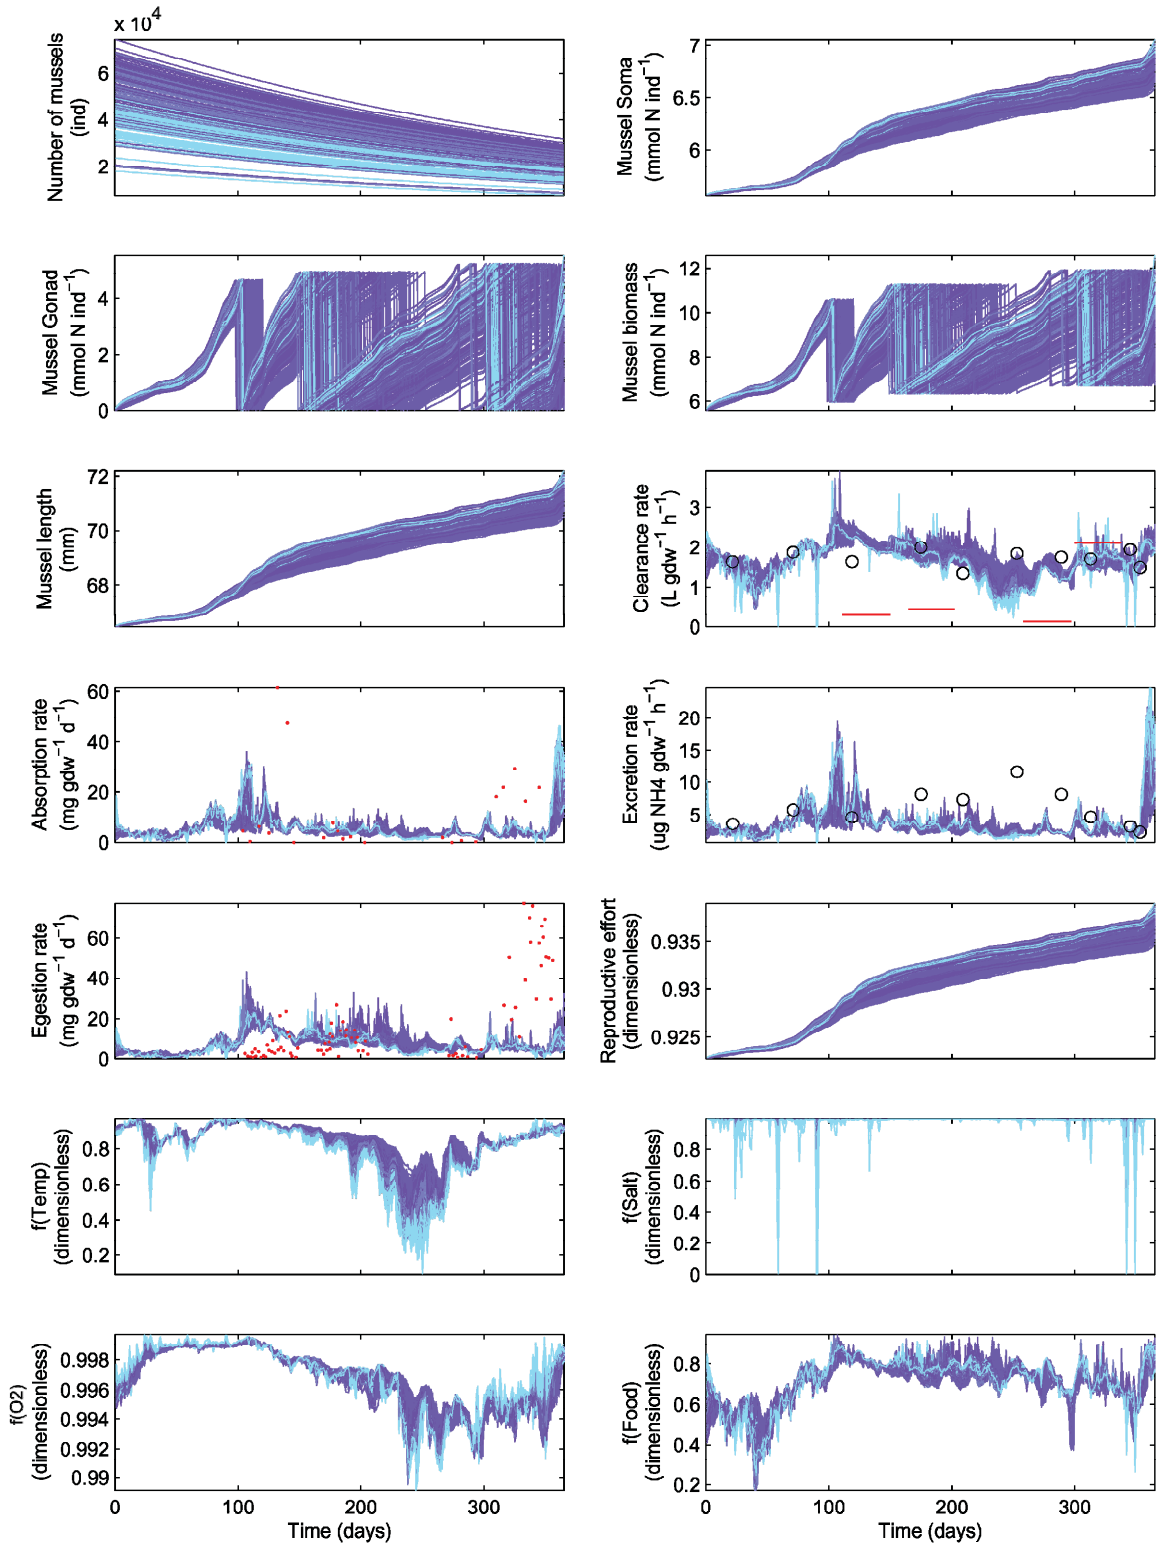 x 10^4
Number of mussels
(ind)
6
4
2
Mussel Soma
(mmol N ind^−1)
7
6.5
6
Mussel Gonad
(mmol N ind^−1)
4
2
0
Mussel biomass
(mmol N ind^−1)
12
10
8
6
Mussel length
(mm)
72
70
68
Clearance rate
(L gdw^−1 h^−1)
3
2
1
0
Absorption rate
(mg gdw^−1 d^−1)
60
40
20
0
Excretion rate
(ug NH4 gdw^−1 h^−1)
20
15
10
5
Egestion rate
(mg gdw^−1 d^−1)
60
40
20
0
Reproductive effort
(dimensionless)
0.935
0.93
0.925
f(Temp)
(dimensionless)
0.8
0.6
0.4
0.2
f(Salt)
(dimensionless)
0.8
0.6
0.4
0.2
0
f(O2)
(dimensionless)
0.998
0.996
0.994
0.992
0.99
0 100 200 300
Time (days)
f(Food)
(dimensionless)
0.8
0.6
0.4
0.2
0 100 200 300
Time (days)